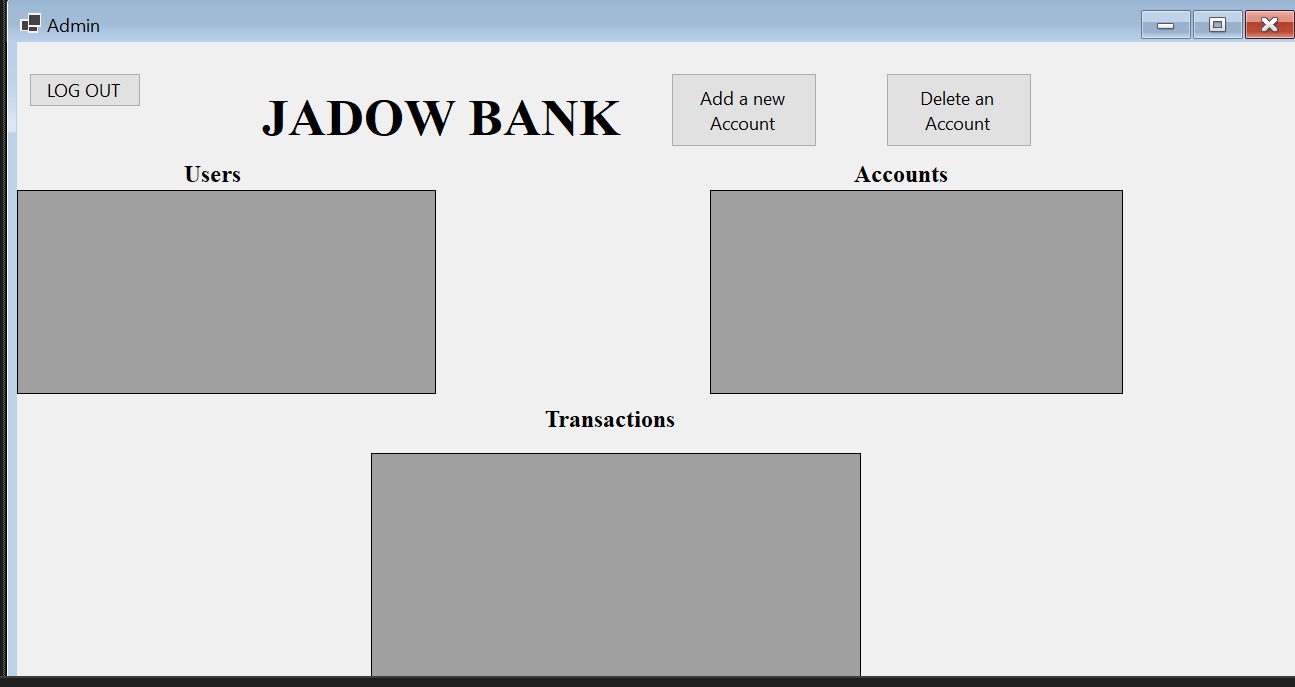 Admin
LOG OUT
JADOW BANK
Add a new
Account
Delete an
Account
Users
Accounts
Transactions